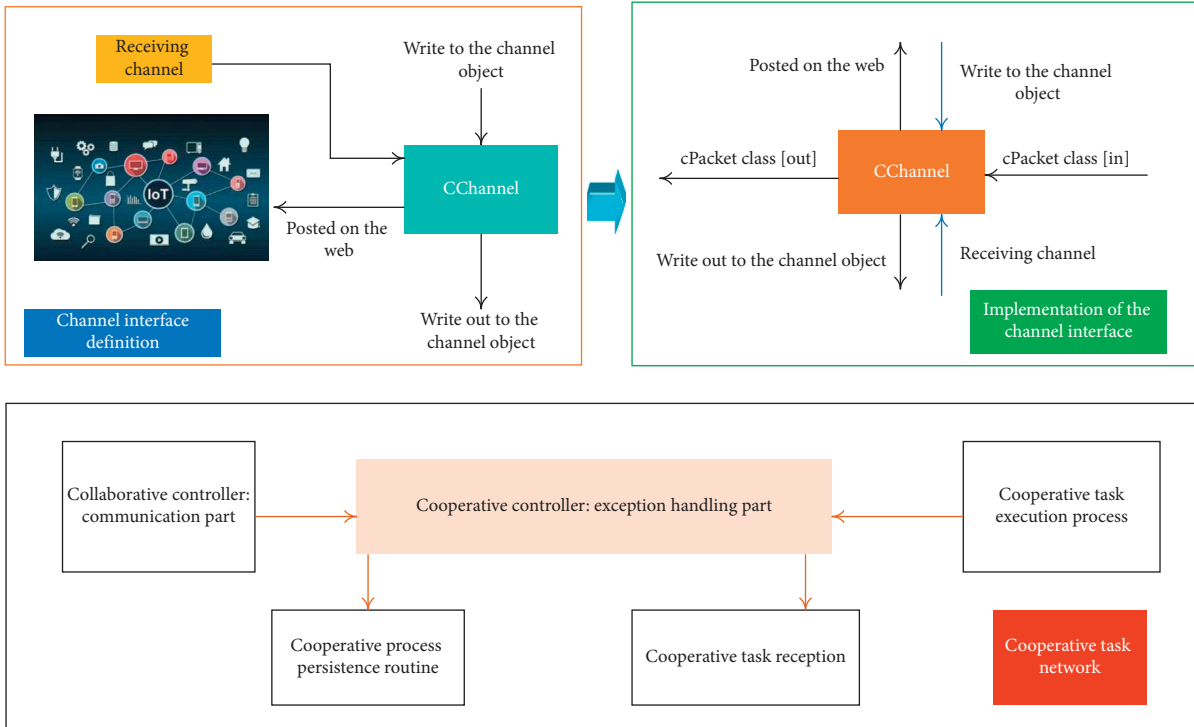 Receiving
channel
Write to the channel
object
IoT
CChannel
Posted on the
web
Write out to the
channel object
Channel interface
definition
Posted on the web
Write to the channel
object
cPacket class [out]
CChannel
cPacket class [in]
Write out to the channel object
Receiving channel
Implementation of the
channel interface
Collaborative controller:
communication part
Cooperative controller: exception handling part
Cooperative task
execution process
Cooperative process
persistence routine
Cooperative task reception
Cooperative task
network